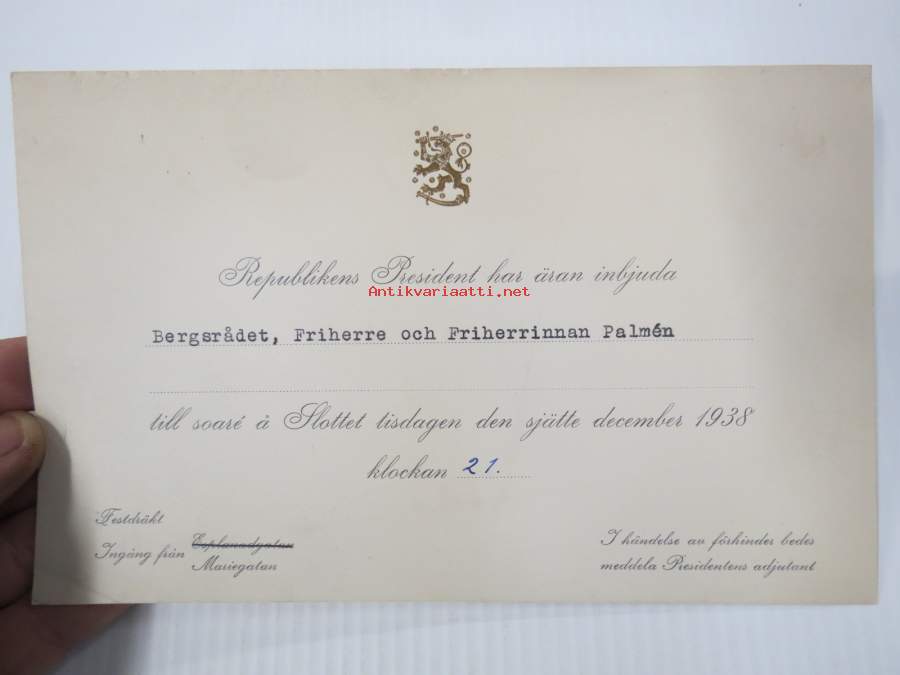 Republikens President har äran inbjuda
Antikvariaatti.net
Bergsrådet, Friherre och Friherrinnan Palmén
till soaré å Slottet tisdagen den sjätte december 1938
klockan 21.
Festdräkt
Ingång från Esplanadgatan
Mariegatan
I händelse av förhinder bedes
meddela Presidentens adjutant